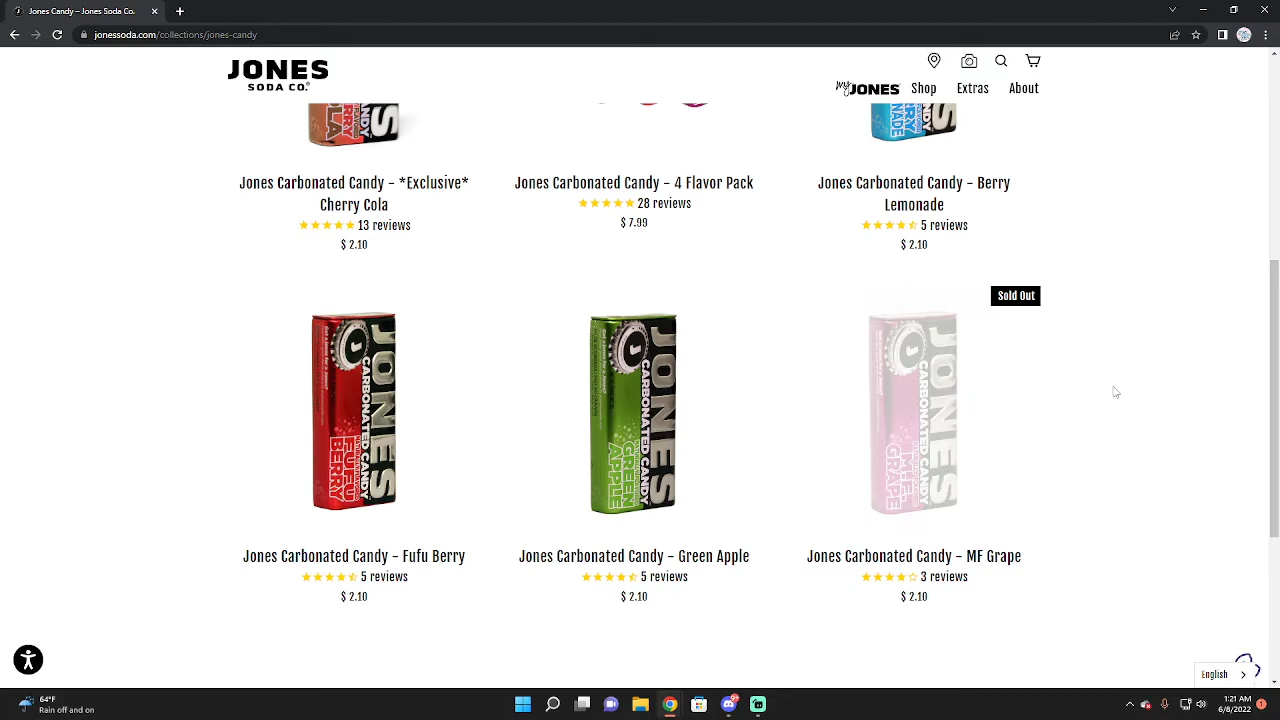 Jones Candy – Jones Soda Co.
jonessoda.com/collections/jones-candy
JONES
SODA CO.
my JONES Shop Extras About
Jones Carbonated Candy - *Exclusive*
Cherry Cola
13 reviews
$ 2.10
Jones Carbonated Candy - 4 Flavor Pack
28 reviews
$ 7.99
Jones Carbonated Candy - Berry
Lemonade
5 reviews
$ 2.10
Sold Out
JONES
CARBONATED CANDY
FUFU
BERRY
JONES
CARBONATED CANDY
GREEN
APPLE
JONES
CARBONATED CANDY
GRAPE
Jones Carbonated Candy - Fufu Berry
5 reviews
$ 2.10
Jones Carbonated Candy - Green Apple
5 reviews
$ 2.10
Jones Carbonated Candy - MF Grape
3 reviews
$ 2.10
English
64°F
Rain off and on
1:21 AM
6/8/2022